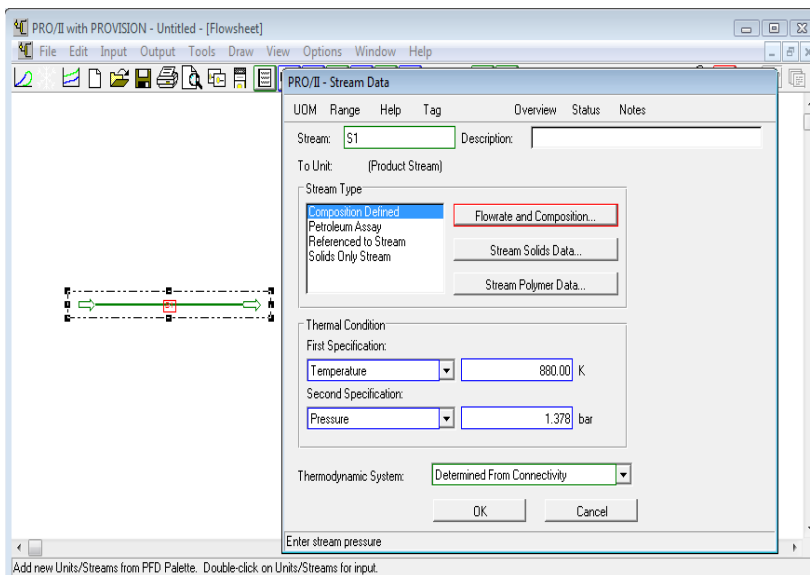 PRO/II with PROVISION - Untitled - [Flowsheet]
File Edit Input Output Tools Draw View Options Window Help
PRO/II - Stream Data
UOM Range Help Tag Overview Status Notes
Stream: S1 Description:
To Unit: (Product Stream)
Stream Type
Composition Defined
Petroleum Assay
Referenced to Stream
Solids Only Stream
Flowrate and Composition...
Stream Solids Data...
Stream Polymer Data...
Thermal Condition
First Specification:
Temperature 880.00 K
Second Specification:
Pressure 1.378 bar
Thermodynamic System: Determined From Connectivity
OK Cancel
Enter stream pressure
Add new Units/Streams from PFD Palette. Double-click on Units/Streams for input.